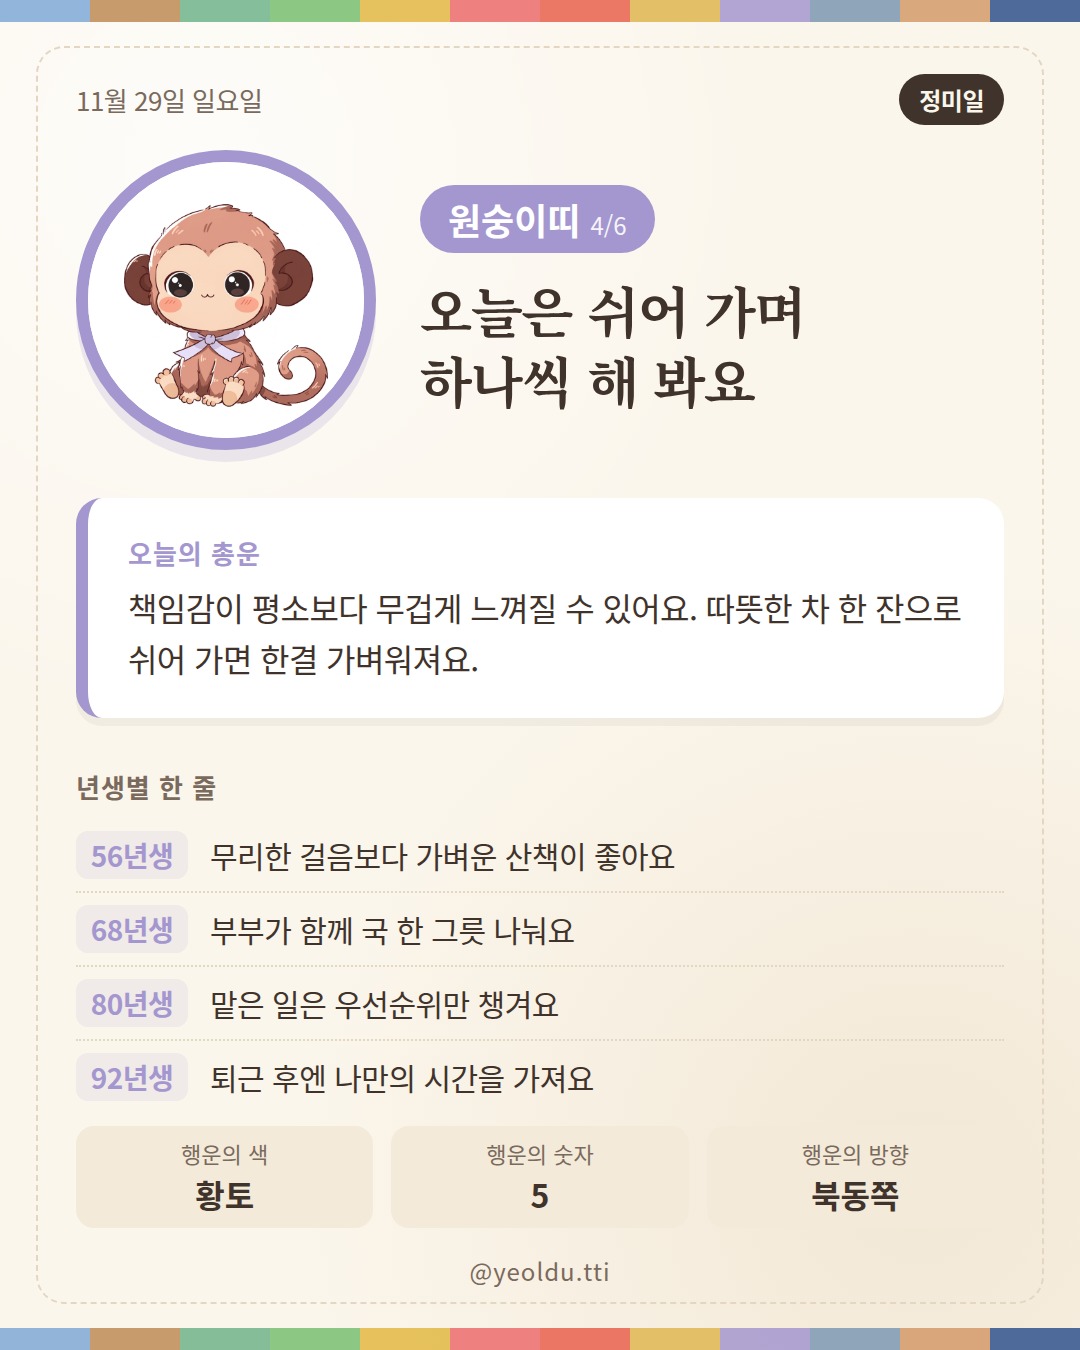 11월 29일 일요일
정미일
원숭이띠 4/6
오늘은 쉬어 가며
하나씩 해 봐요
오늘의 총운
책임감이 평소보다 무겁게 느껴질 수 있어요. 따뜻한 차 한 잔으로
쉬어 가면 한결 가벼워져요.
년생별 한 줄
56년생 무리한 걸음보다 가벼운 산책이 좋아요
68년생 부부가 함께 국 한 그릇 나눠요
80년생 맡은 일은 우선순위만 챙겨요
92년생 퇴근 후엔 나만의 시간을 가져요
행운의 색
황토
행운의 숫자
5
행운의 방향
북동쪽
@yeoldu.tti